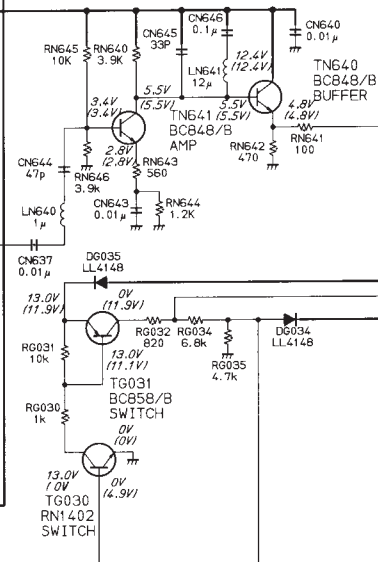 CN646
0.1µ
CN640
0.01µ
CN645
33P
RN645
10K
RN640
3.9K
12.4V
(12.4V)
TN640
BC848/B
BUFFER
LN641
12µ
5.5V
(5.5V)
5.5V
(5.5V)
4.8V
(4.8V)
3.4V
(3.4V)
TN641
BC848/B
AMP
RN641
100
RN642
470
2.8V
(2.8V)
CN644
47p
RN646
3.9k
RN643
560
LN640
1µ
CN643
0.01µ
RN644
1.2K
CN637
0.01µ
DG035
LL4148
13.0V
(11.9V)
0V
(11.9V)
RG032
820
RG034
6.8k
DG034
LL4148
RG031
10k
13.0V
(11.1V)
RG035
4.7k
TG031
BC858/B
SWITCH
RG030
1k
0V
(0V)
13.0V
(0V
0V
(4.9V)
TG030
RN1402
SWITCH